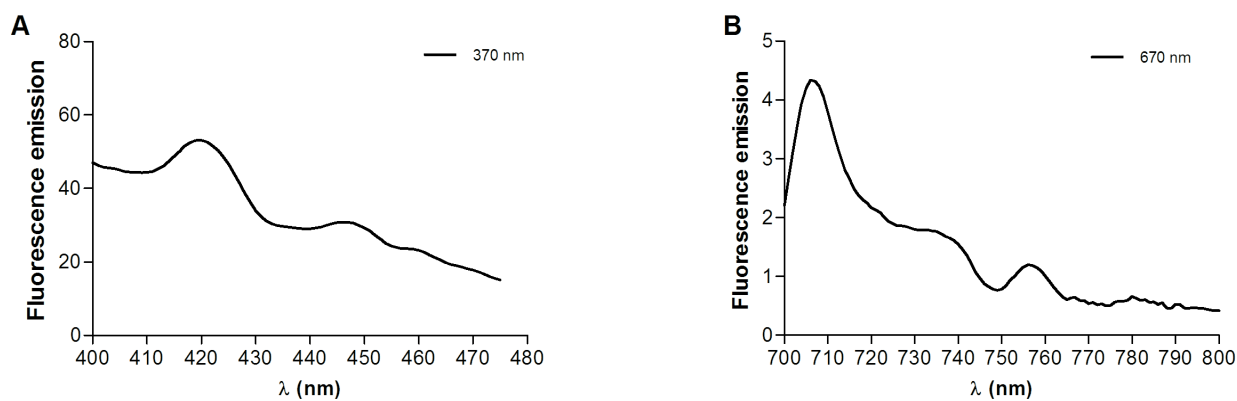 A
Fluorescence emission
80
60
40
20
0
370 nm
400 410 420 430 440 450 460 470 480
λ (nm)
B
Fluorescence emission
5
4
3
2
1
0
670 nm
700 710 720 730 740 750 760 770 780 790 800
λ (nm)